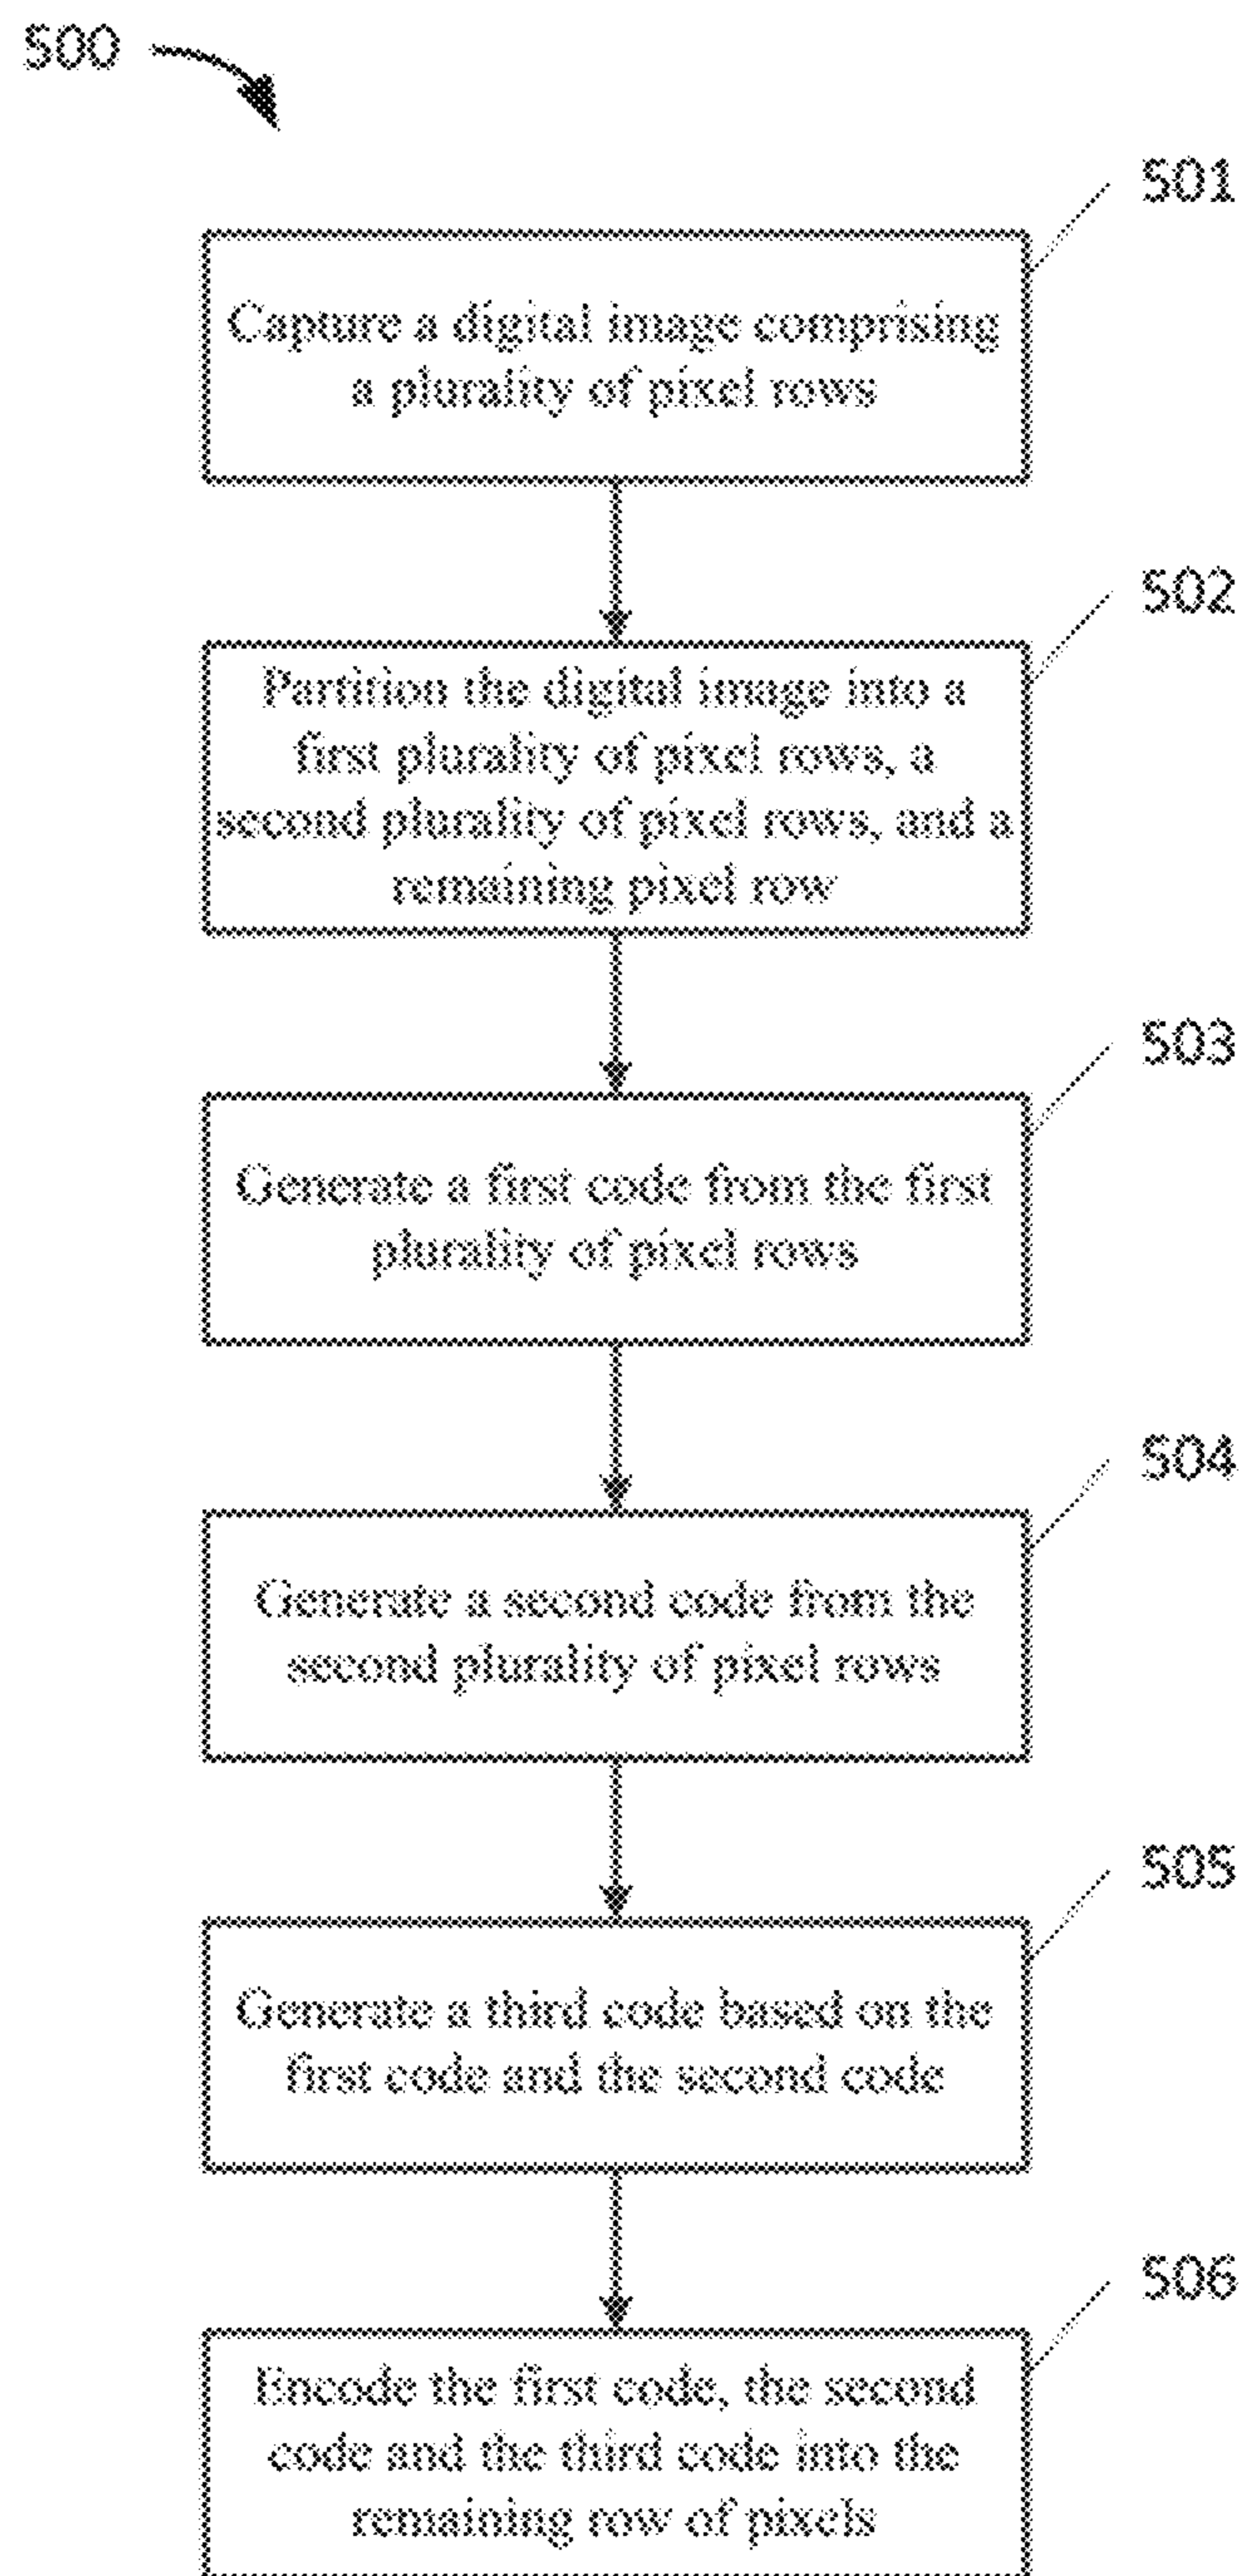 500
501
Capture a digital image comprising
a plurality of pixel rows
502
Partition the digital image into a
first plurality of pixel rows, a
second plurality of pixel rows, and a
remaining pixel row
503
Generate a first code from the first
plurality of pixel rows
504
Generate a second code from the
second plurality of pixel rows
505
Generate a third code based on the
first code and the second code
506
Encode the first code, the second
code and the third code into the
remaining row of pixels